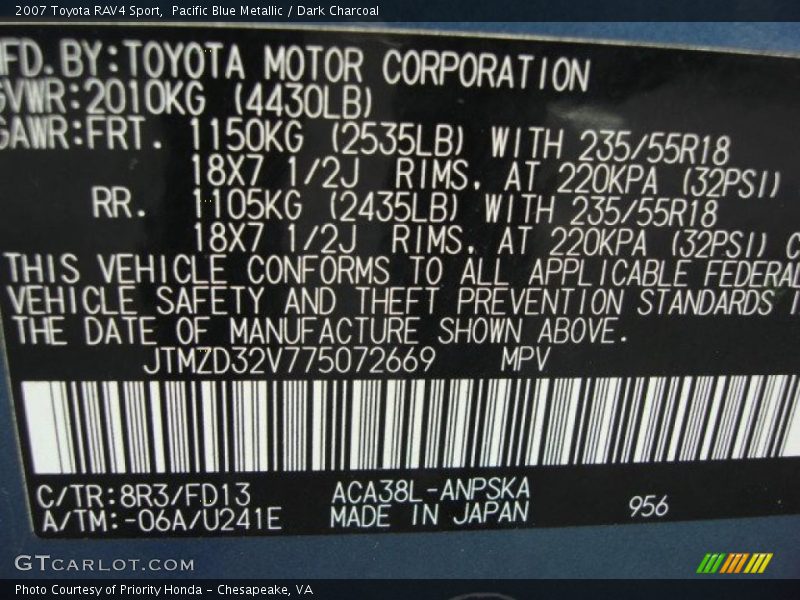 2007 Toyota RAV4 Sport, Pacific Blue Metallic / Dark Charcoal
MFD.BY:TOYOTA MOTOR CORPORATION
GVWR:2010KG (4430LB)
GAWR:FRT. 1150KG (2535LB) WITH 235/55R18
18X7 1/2J RIMS, AT 220KPA (32PSI)
RR. 1105KG (2435LB) WITH 235/55R18
18X7 1/2J RIMS, AT 220KPA (32PSI) C
THIS VEHICLE CONFORMS TO ALL APPLICABLE FEDERAL
VEHICLE SAFETY AND THEFT PREVENTION STANDARDS I
THE DATE OF MANUFACTURE SHOWN ABOVE.
JTMZD32V775072669 MPV
C/TR:8R3/FD13 ACA38L-ANPSKA
A/TM:-06A/U241E MADE IN JAPAN 956
GTCARLOT.COM
Photo Courtesy of Priority Honda - Chesapeake, VA